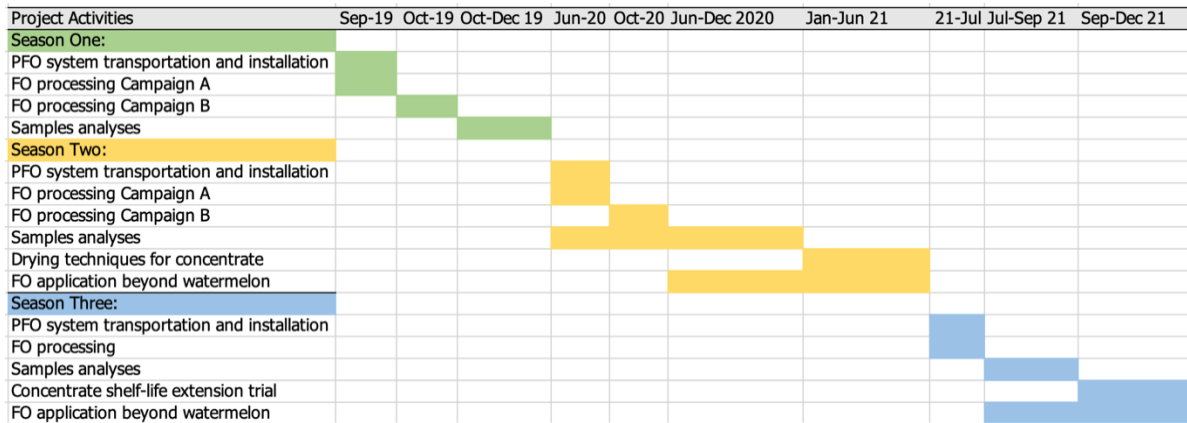 Project Activities Sep-19 Oct-19 Oct-Dec 19 Jun-20 Oct-20 Jun-Dec 2020 Jan-Jun 21 21-Jul Jul-Sep 21 Sep-Dec 21
Season One:
PFO system transportation and installation
FO processing Campaign A
FO processing Campaign B
Samples analyses
Season Two:
PFO system transportation and installation
FO processing Campaign A
FO processing Campaign B
Samples analyses
Drying techniques for concentrate
FO application beyond watermelon
Season Three:
PFO system transportation and installation
FO processing
Samples analyses
Concentrate shelf-life extension trial
FO application beyond watermelon